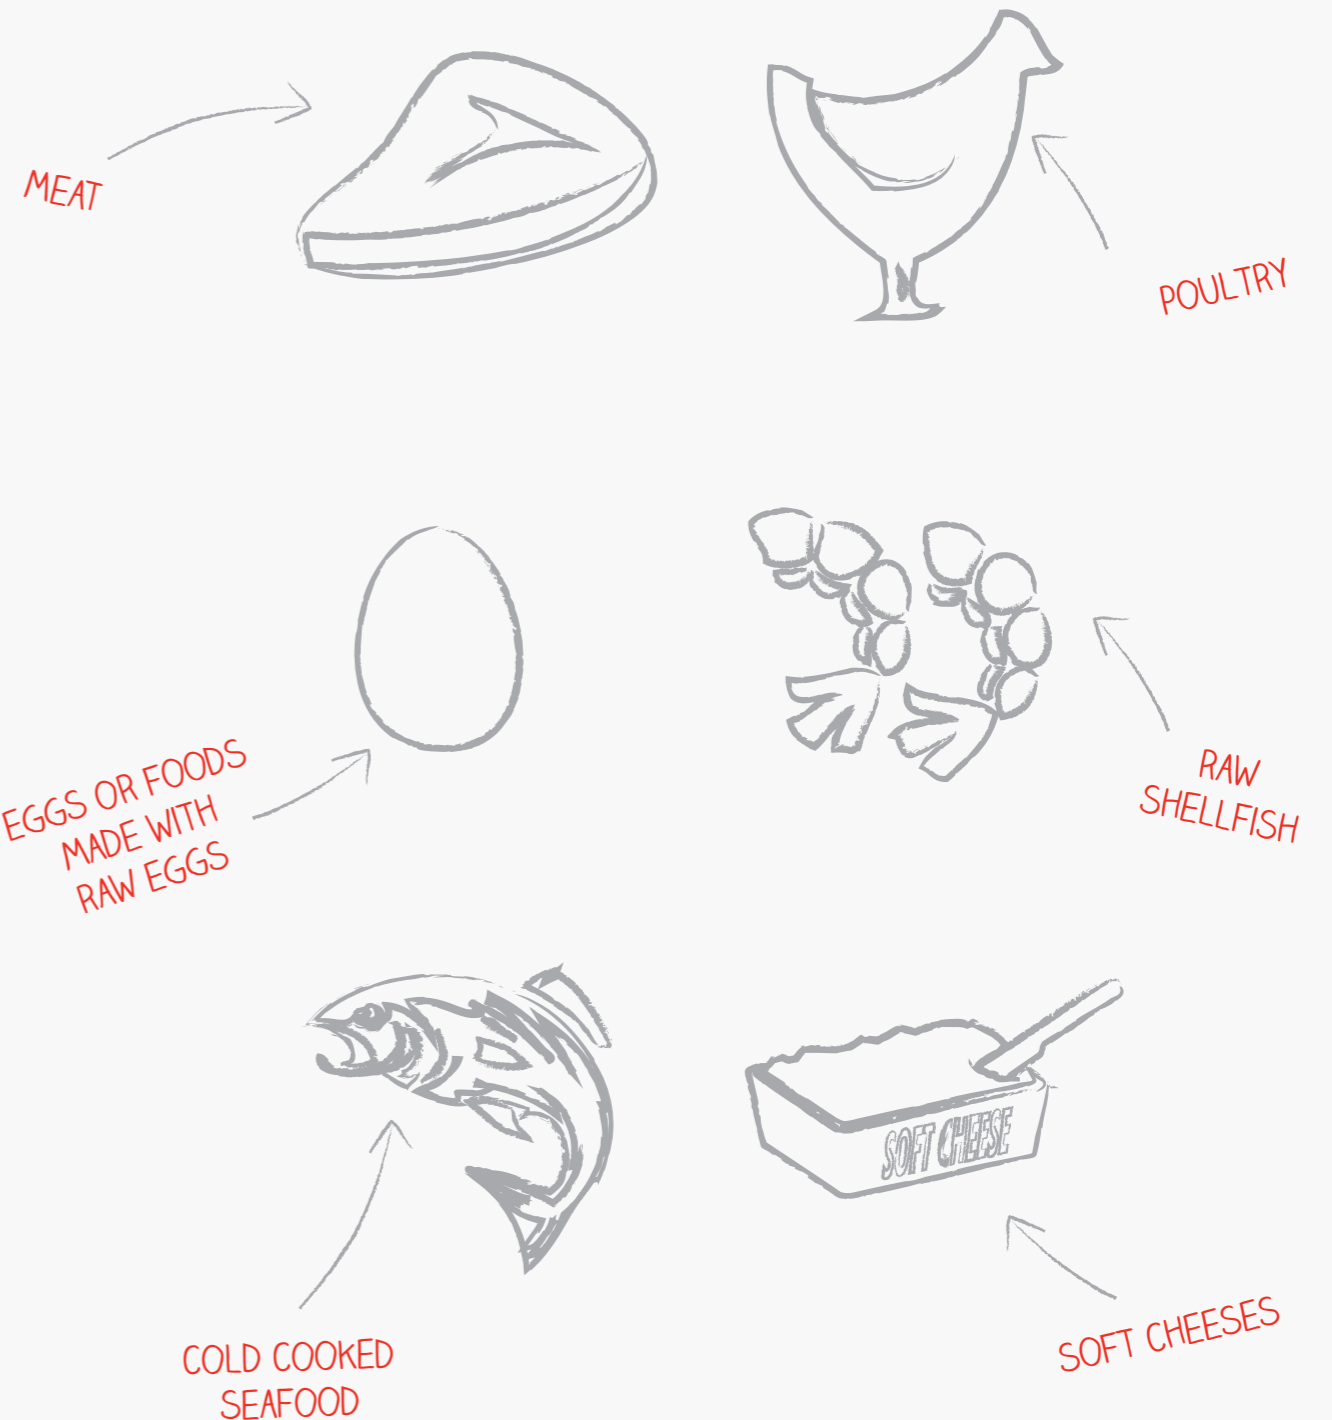 MEAT
POULTRY
EGGS OR FOODS
MADE WITH
RAW EGGS
RAW
SHELLFISH
SOFT CHEESE
COLD COOKED
SEAFOOD
SOFT CHEESES